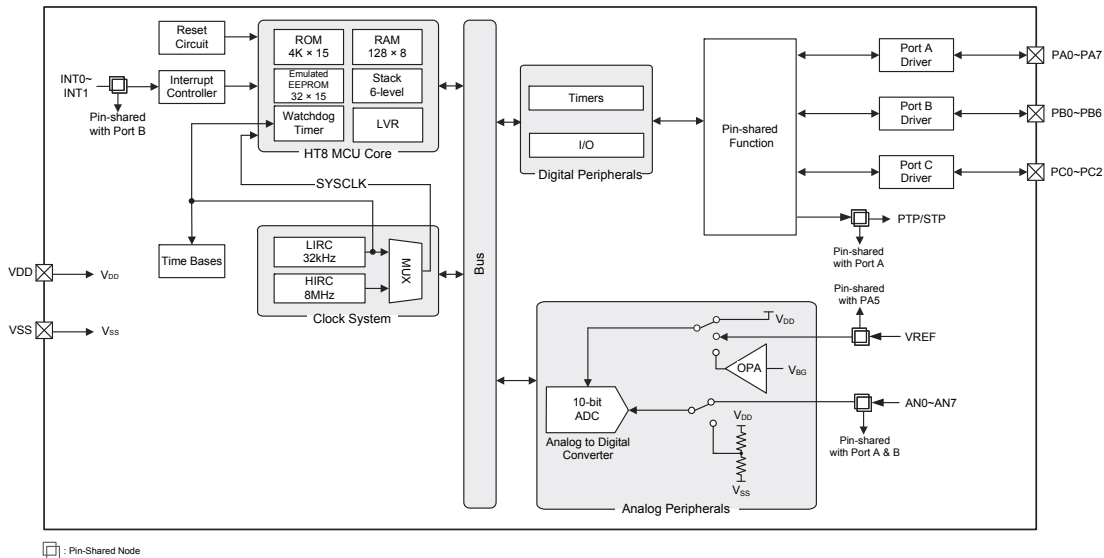 Reset
Circuit
INT0~
INT1
Pin-shared
with Port B
Interrupt
Controller
ROM
4K × 15
RAM
128 × 8
Emulated
EEPROM
32 × 15
Stack
6-level
Watchdog
Timer
LVR
HT8 MCU Core
SYSCLK
Time Bases
LIRC
32kHz
HIRC
8MHz
MUX
Clock System
VDD
VDD
VSS
VSS
Bus
Timers
I/O
Digital Peripherals
Pin-shared
Function
Port A
Driver
PA0~PA7
Port B
Driver
PB0~PB6
Port C
Driver
PC0~PC2
PTP/STP
Pin-shared
with Port A
Pin-shared
with PA5
VREF
VDD
OPA
VBG
10-bit
ADC
Analog to Digital
Converter
AN0~AN7
Pin-shared
with Port A & B
VDD
VSS
Analog Peripherals
: Pin-Shared Node